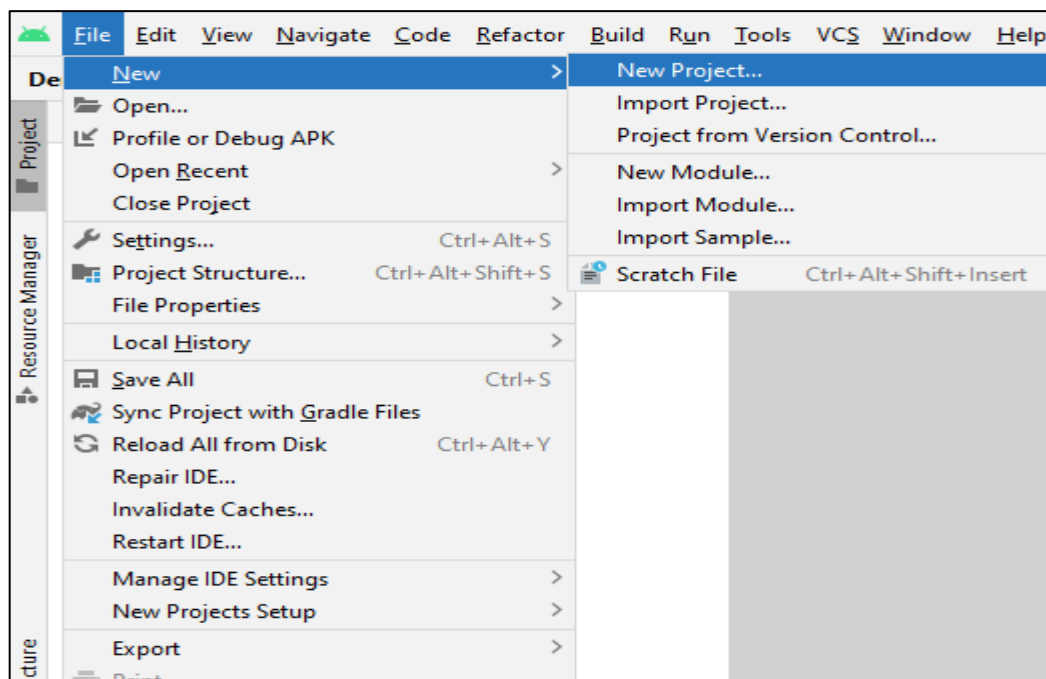 File Edit View Navigate Code Refactor Build Run Tools VCS Window Help
De
New > New Project...
Open... Import Project...
Profile or Debug APK Project from Version Control...
Open Recent > New Module...
Close Project Import Module...
Settings... Ctrl+Alt+S Import Sample...
Project Structure... Ctrl+Alt+Shift+S Scratch File Ctrl+Alt+Shift+Insert
File Properties >
Local History >
Save All Ctrl+S
Sync Project with Gradle Files
Reload All from Disk Ctrl+Alt+Y
Repair IDE...
Invalidate Caches...
Restart IDE...
Manage IDE Settings >
New Projects Setup >
Export >
Print
Project
Resource Manager
cture